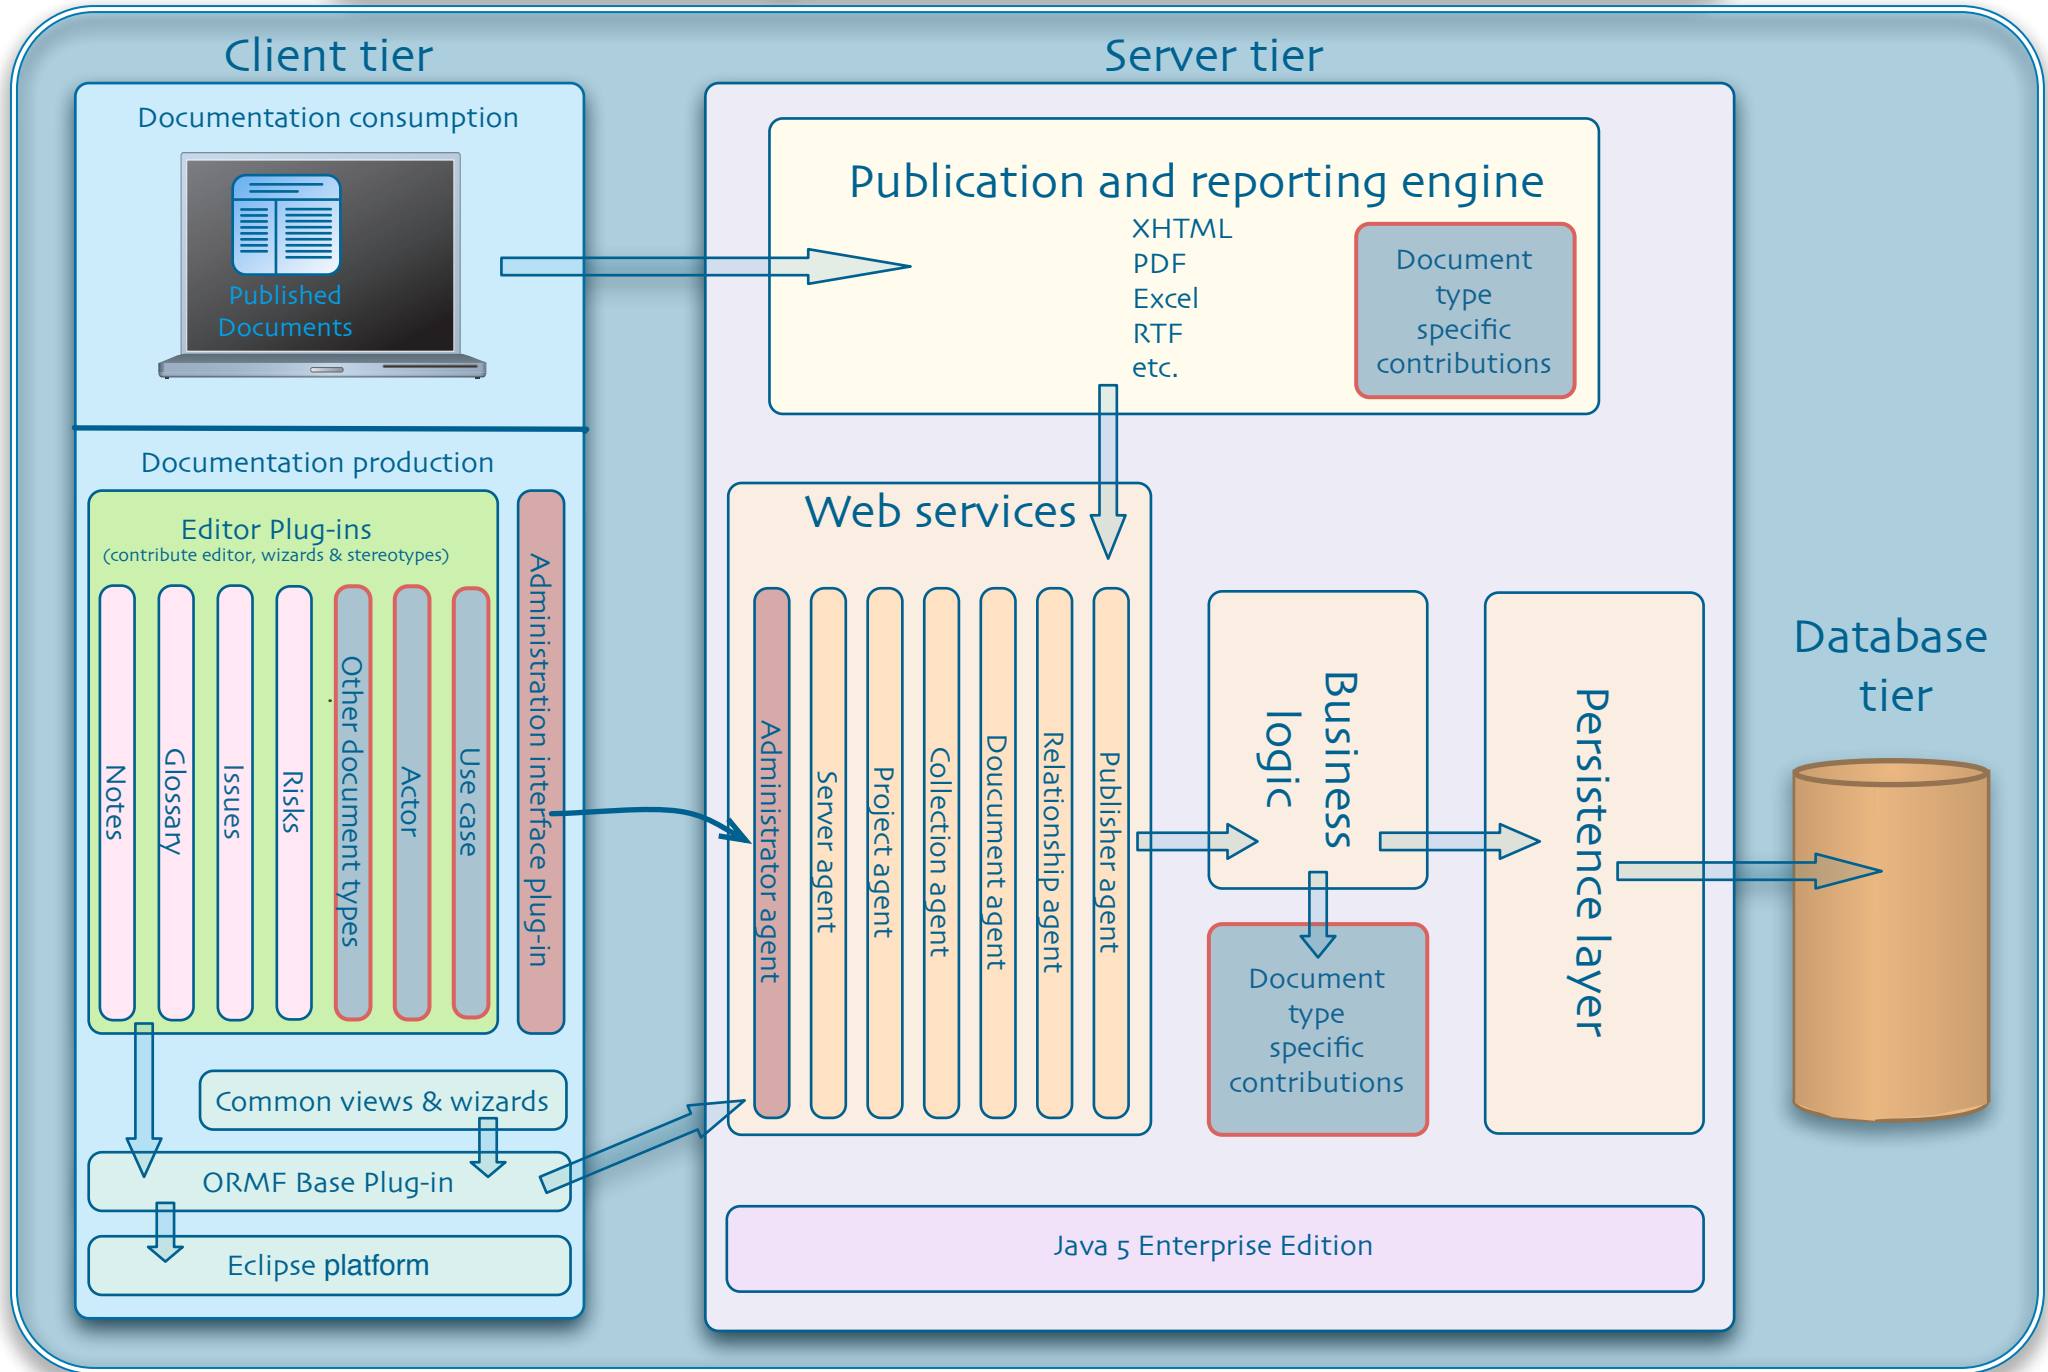 Client tier
Server tier
Documentation consumption
Published
Documents
Publication and reporting engine
XHTML
PDF
Excel
RTF
etc.
Document
type
specific
contributions
Documentation production
Editor Plug-ins
(contribute editor, wizards & stereotypes)
Notes
Glossary
Issues
Risks
Other document types
Actor
Use case
Administration interface plug-in
Common views & wizards
ORMF Base Plug-in
Eclipse platform
Web services
Administrator agent
Server agent
Project agent
Collection agent
Doucument agent
Relationship agent
Publisher agent
Business
logic
Document
type
specific
contributions
Persistence layer
Java 5 Enterprise Edition
Database
tier